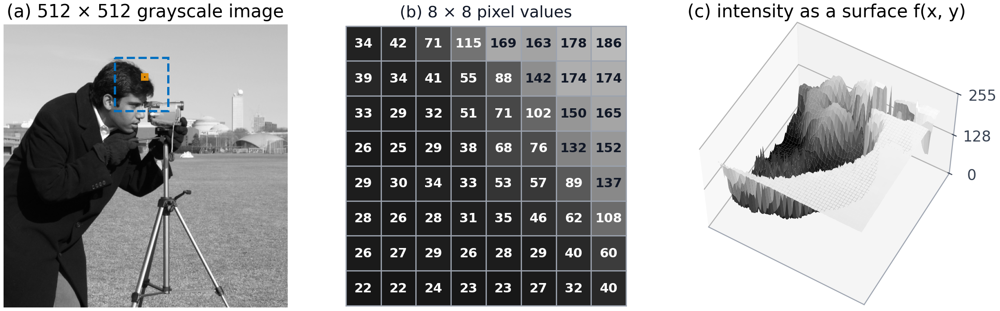 (a) 512 × 512 grayscale image
(b) 8 × 8 pixel values
34 42 71 115 169 163 178 186
39 34 41 55 88 142 174 174
33 29 32 51 71 102 150 165
26 25 29 38 68 76 132 152
29 30 34 33 53 57 89 137
28 26 28 31 35 46 62 108
26 27 29 26 28 29 40 60
22 22 24 23 23 27 32 40
(c) intensity as a surface f(x, y)
255
128
0